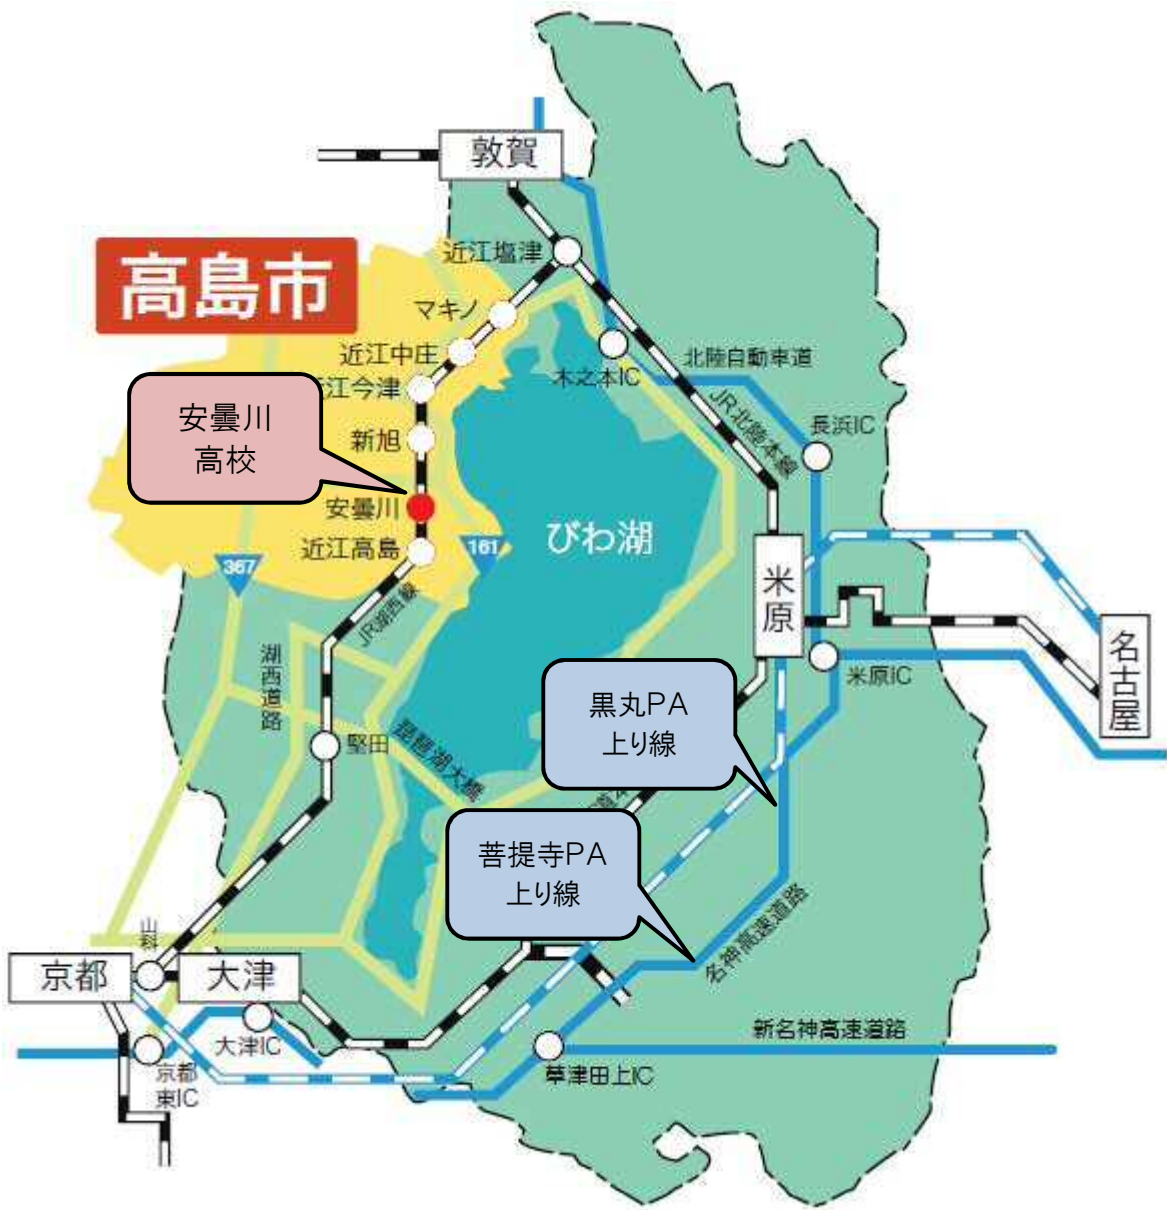 敦賀
近江塩津
高島市
マキノ
近江中庄
木之本IC
北陸自動車道
江今津
JR北陸本線
安曇川
高校
新旭
長浜IC
安曇川
びわ湖
近江高島
161
367
米原
JR湖西線
名古屋
湖西道路
米原IC
黒丸PA
上り線
堅田
琵琶湖大橋
菩提寺PA
上り線
名神高速道路
山科
京都
大津
大津IC
新名神高速道路
京都
東IC
草津田上IC